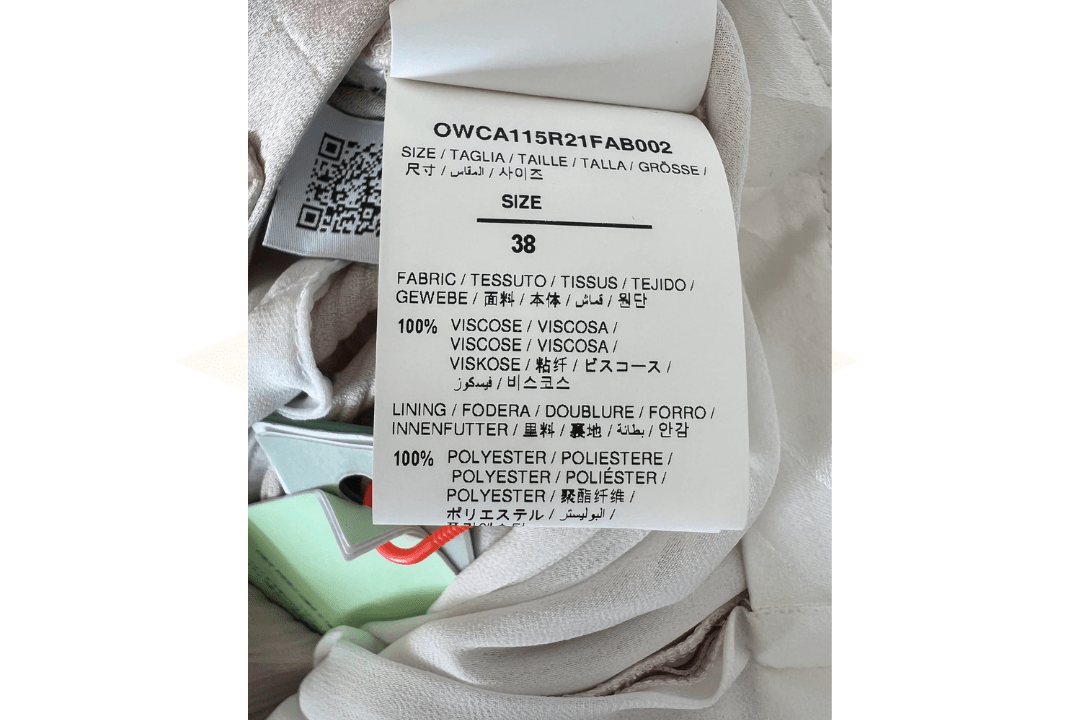 OWCA115R21FAB002
SIZE / TAGLIA / TAILLE / TALLA / GRÖSSE /
尺寸 / المقاس / 사이즈
SIZE
38
FABRIC / TESSUTO / TISSUS / TEJIDO /
GEWEBE / 面料 / 本体 / قماش / 원단
100% VISCOSE / VISCOSA /
VISCOSE / VISCOSA /
VISKOSE / 粘纤 / ビスコース /
فيسكوز / 비스코스
LINING / FODERA / DOUBLURE / FORRO /
INNENFUTTER / 里料 / 裏地 / بطانة / 안감
100% POLYESTER / POLIESTERE /
POLYESTER / POLIÉSTER /
POLYESTER / 聚酯纤维 /
ポリエステル / البوليستر /